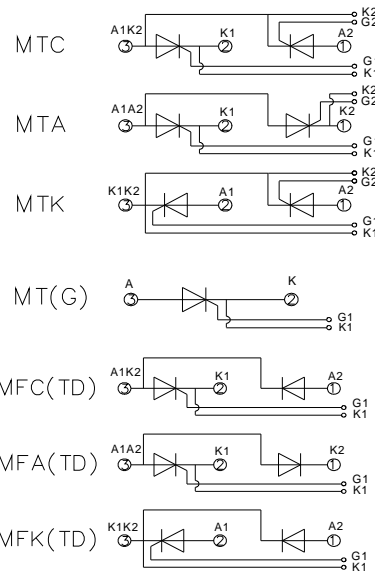 K2
G2
MTC A1K2 3 K1 2 A2 1
G1
K1
K2
G2
MTA A1A2 3 K1 2 K2 1
G1
K1
K2
G2
MTK K1K2 3 A1 2 A2 1
G1
K1
MT(G) A 3 K 2
G1
K1
MFC(TD) A1K2 3 K1 2 A2 1
G1
K1
MFA(TD) A1A2 3 K1 2 K2 1
G1
K1
MFK(TD) K1K2 3 A1 2 A2 1
G1
K1